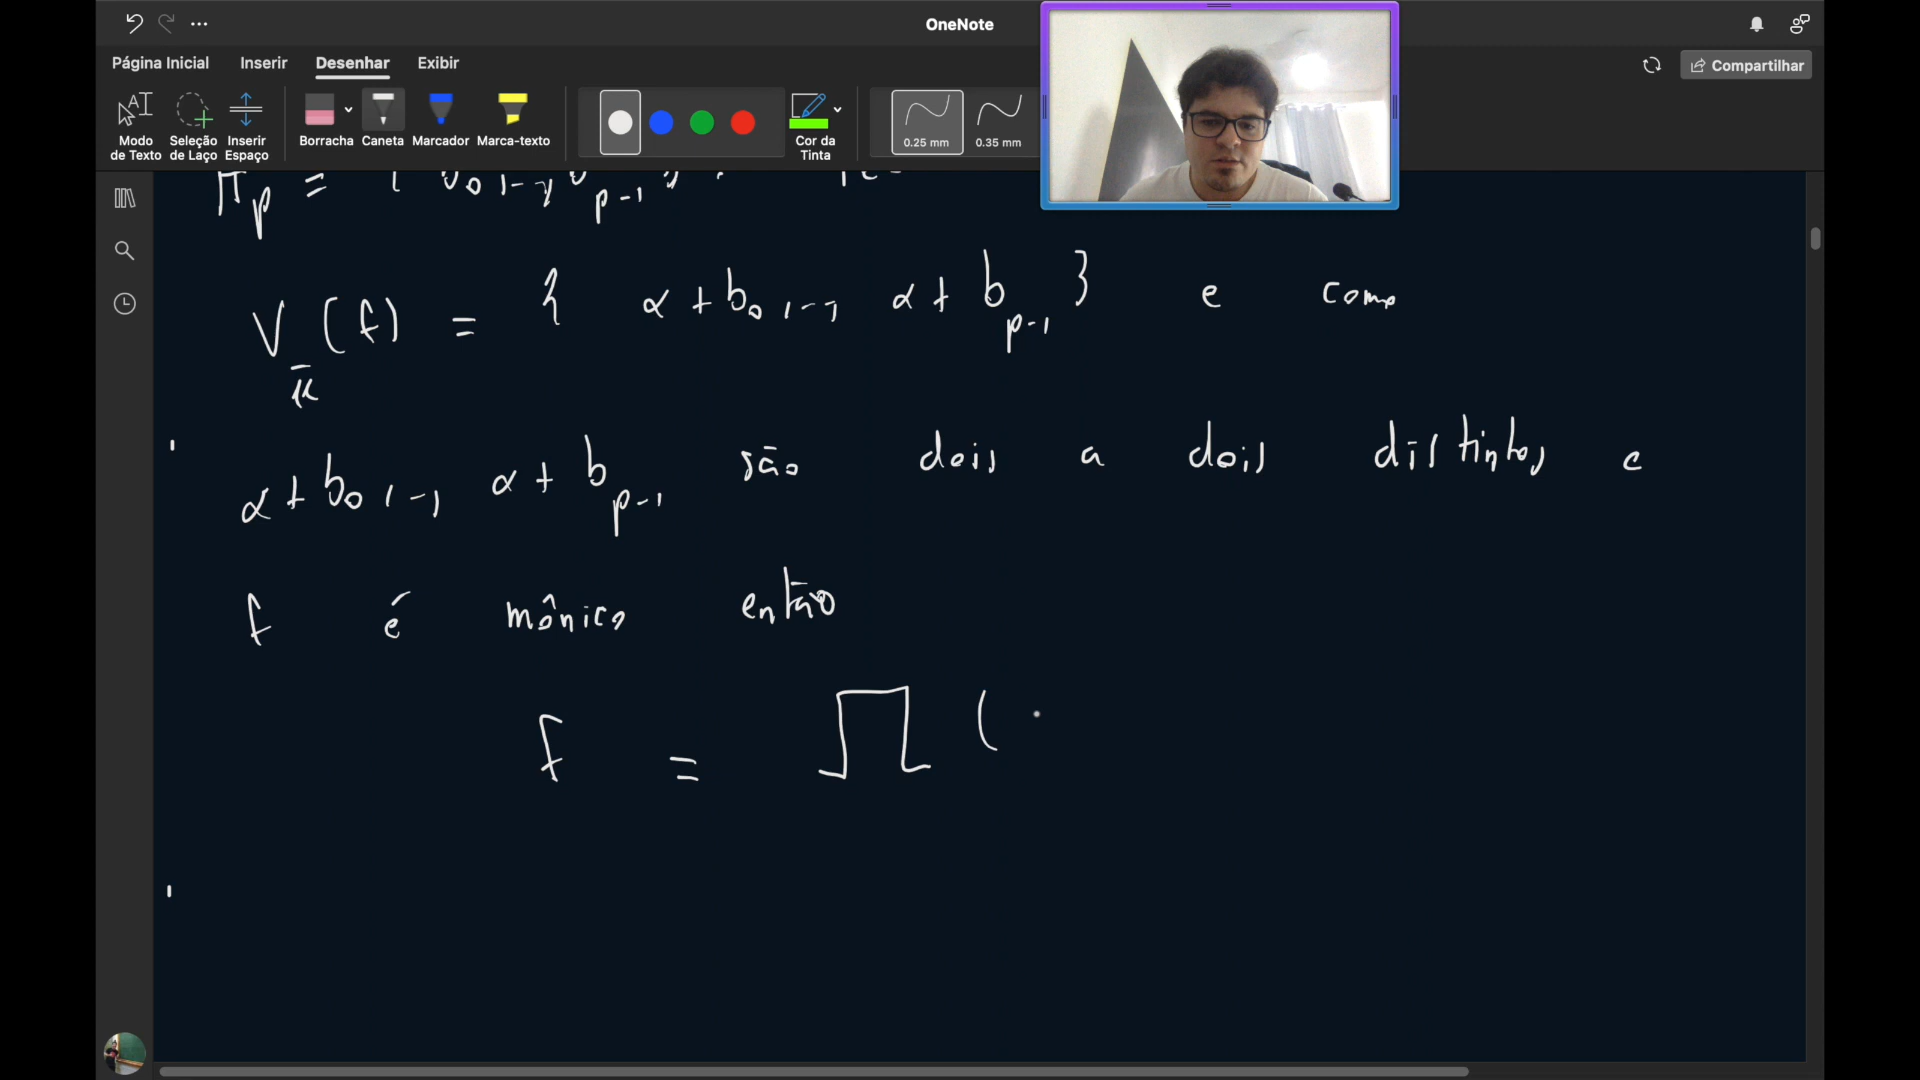 OneNote
Página Inicial Inserir Desenhar Exibir Compartilhar
Modo de Texto Seleção de Laço Inserir Espaço Borracha Caneta Marcador Marca-texto Cor da Tinta 0.25 mm 0.35 mm
V_K̄ (f) = { α + b₀, ..., α + b_{p-1} } e como
α + b₀, ..., α + b_{p-1} são dois a dois distintos e
f é mônico então
f = ∏ (